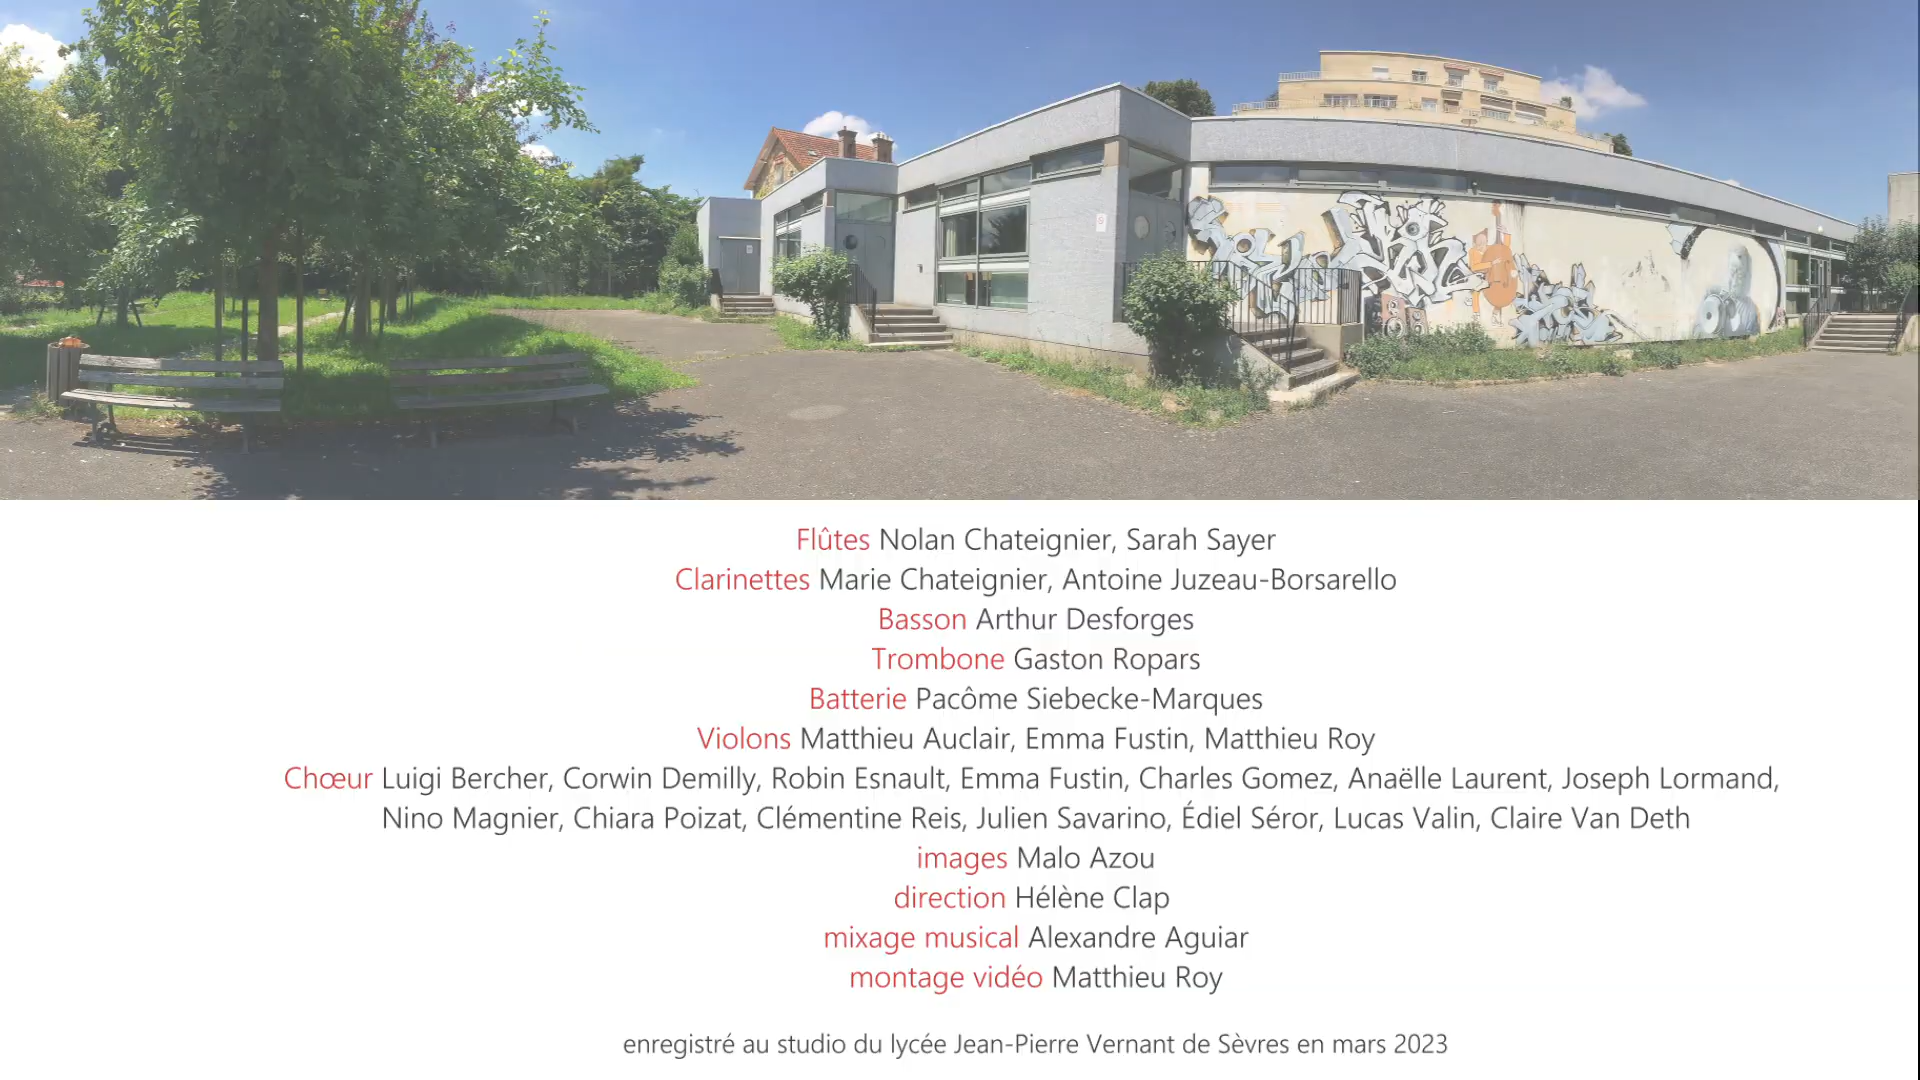 Flûtes Nolan Chateignier, Sarah Sayer
Clarinettes Marie Chateignier, Antoine Juzeau-Borsarello
Basson Arthur Desforges
Trombone Gaston Ropars
Batterie Pacôme Siebecke-Marques
Violons Matthieu Auclair, Emma Fustin, Matthieu Roy
Chœur Luigi Bercher, Corwin Demilly, Robin Esnault, Emma Fustin, Charles Gomez, Anaëlle Laurent, Joseph Lormand,
Nino Magnier, Chiara Poizat, Clémentine Reis, Julien Savarino, Édiel Séror, Lucas Valin, Claire Van Deth
images Malo Azou
direction Hélène Clap
mixage musical Alexandre Aguiar
montage vidéo Matthieu Roy
enregistré au studio du lycée Jean-Pierre Vernant de Sèvres en mars 2023